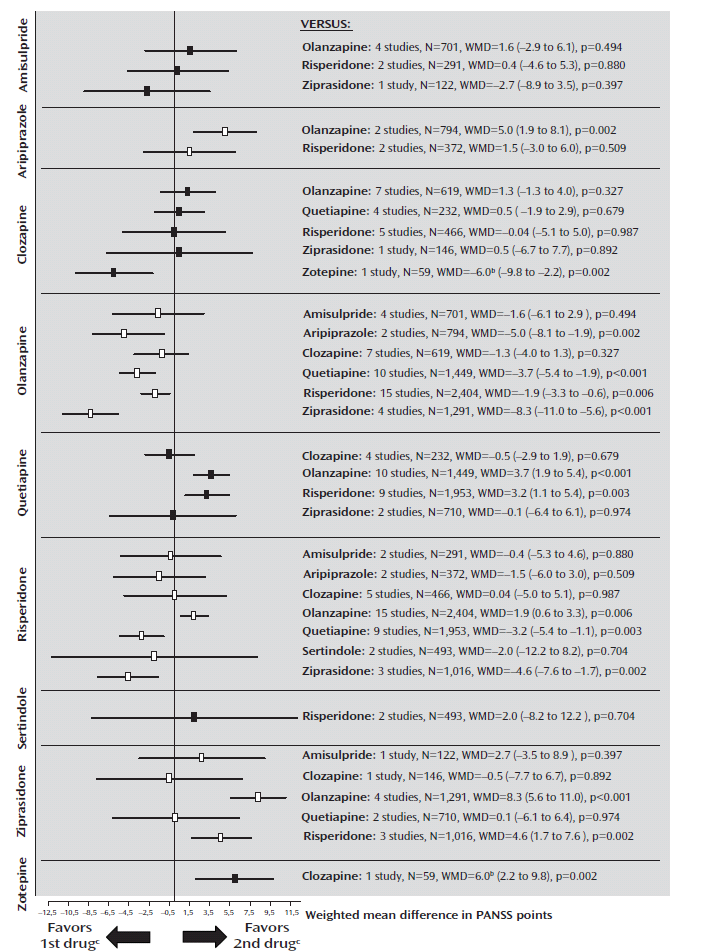 VERSUS:
Amisulpride
Olanzapine: 4 studies, N=701, WMD=1.6 (–2.9 to 6.1), p=0.494
Risperidone: 2 studies, N=291, WMD=0.4 (–4.6 to 5.3), p=0.880
Ziprasidone: 1 study, N=122, WMD=–2.7 (–8.9 to 3.5), p=0.397
Aripiprazole
Olanzapine: 2 studies, N=794, WMD=5.0 (1.9 to 8.1), p=0.002
Risperidone: 2 studies, N=372, WMD=1.5 (–3.0 to 6.0), p=0.509
Clozapine
Olanzapine: 7 studies, N=619, WMD=1.3 (–1.3 to 4.0), p=0.327
Quetiapine: 4 studies, N=232, WMD=0.5 ( –1.9 to 2.9), p=0.679
Risperidone: 5 studies, N=466, WMD=–0.04 (–5.1 to 5.0), p=0.987
Ziprasidone: 1 study, N=146, WMD=0.5 (–6.7 to 7.7), p=0.892
Zotepine: 1 study, N=59, WMD=–6.0ᵇ (–9.8 to –2.2), p=0.002
Olanzapine
Amisulpride: 4 studies, N=701, WMD=–1.6 (–6.1 to 2.9 ), p=0.494
Aripiprazole: 2 studies, N=794, WMD=–5.0 (–8.1 to –1.9), p=0.002
Clozapine: 7 studies, N=619, WMD=–1.3 (–4.0 to 1.3), p=0.327
Quetiapine: 10 studies, N=1,449, WMD=–3.7 (–5.4 to –1.9), p<0.001
Risperidone: 15 studies, N=2,404, WMD=–1.9 (–3.3 to –0.6), p=0.006
Ziprasidone: 4 studies, N=1,291, WMD=–8.3 (–11.0 to –5.6), p<0.001
Quetiapine
Clozapine: 4 studies, N=232, WMD=–0.5 (–2.9 to 1.9), p=0.679
Olanzapine: 10 studies, N=1,449, WMD=3.7 (1.9 to 5.4), p<0.001
Risperidone: 9 studies, N=1,953, WMD=3.2 (1.1 to 5.4), p=0.003
Ziprasidone: 2 studies, N=710, WMD=–0.1 (–6.4 to 6.1), p=0.974
Risperidone
Amisulpride: 2 studies, N=291, WMD=–0.4 (–5.3 to 4.6), p=0.880
Aripiprazole: 2 studies, N=372, WMD=–1.5 (–6.0 to 3.0), p=0.509
Clozapine: 5 studies, N=466, WMD=0.04 (–5.0 to 5.1), p=0.987
Olanzapine: 15 studies, N=2,404, WMD=1.9 (0.6 to 3.3), p=0.006
Quetiapine: 9 studies, N=1,953, WMD=–3.2 (–5.4 to –1.1), p=0.003
Sertindole: 2 studies, N=493, WMD=–2.0 (–12.2 to 8.2), p=0.704
Ziprasidone: 3 studies, N=1,016, WMD=–4.6 (–7.6 to –1.7), p=0.002
Sertindole
Risperidone: 2 studies, N=493, WMD=2.0 (–8.2 to 12.2 ), p=0.704
Ziprasidone
Amisulpride: 1 study, N=122, WMD=2.7 (–3.5 to 8.9 ), p=0.397
Clozapine: 1 study, N=146, WMD=–0.5 (–7.7 to 6.7), p=0.892
Olanzapine: 4 studies, N=1,291, WMD=8.3 (5.6 to 11.0), p<0.001
Quetiapine: 2 studies, N=710, WMD=0.1 (–6.1 to 6.4), p=0.974
Risperidone: 3 studies, N=1,016, WMD=4.6 (1.7 to 7.6 ), p=0.002
Zotepine
Clozapine: 1 study, N=59, WMD=6.0ᵇ (2.2 to 9.8), p=0.002
–12,5 –10,5 –8,5 –6,5 –4,5 –2,5 –0,5 1,5 3,5 5,5 7,5 9,5 11,5 Weighted mean difference in PANSS points
Favors 1st drugᶜ
Favors 2nd drugᶜ